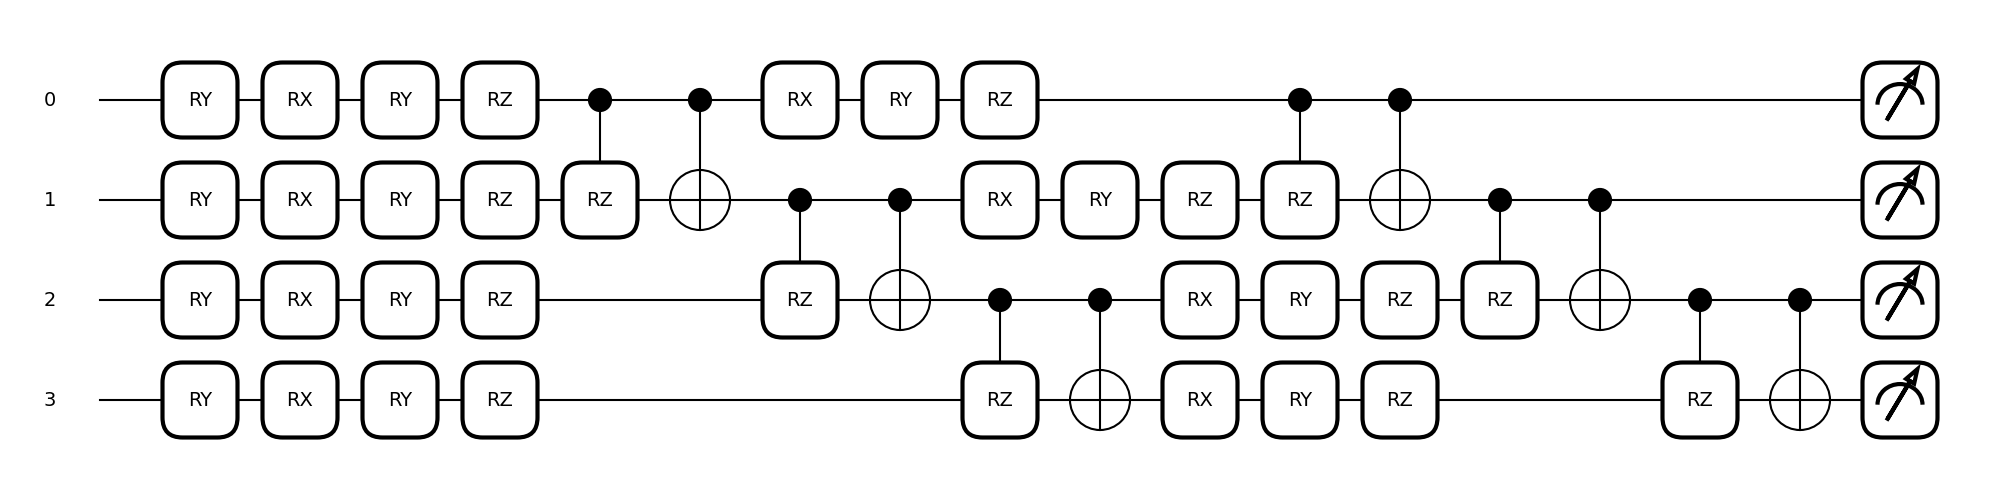 0 RY RX RY RZ RX RY RZ
1 RY RX RY RZ RZ RX RY RZ RZ
2 RY RX RY RZ RZ RX RY RZ RZ
3 RY RX RY RZ RZ RX RY RZ RZ